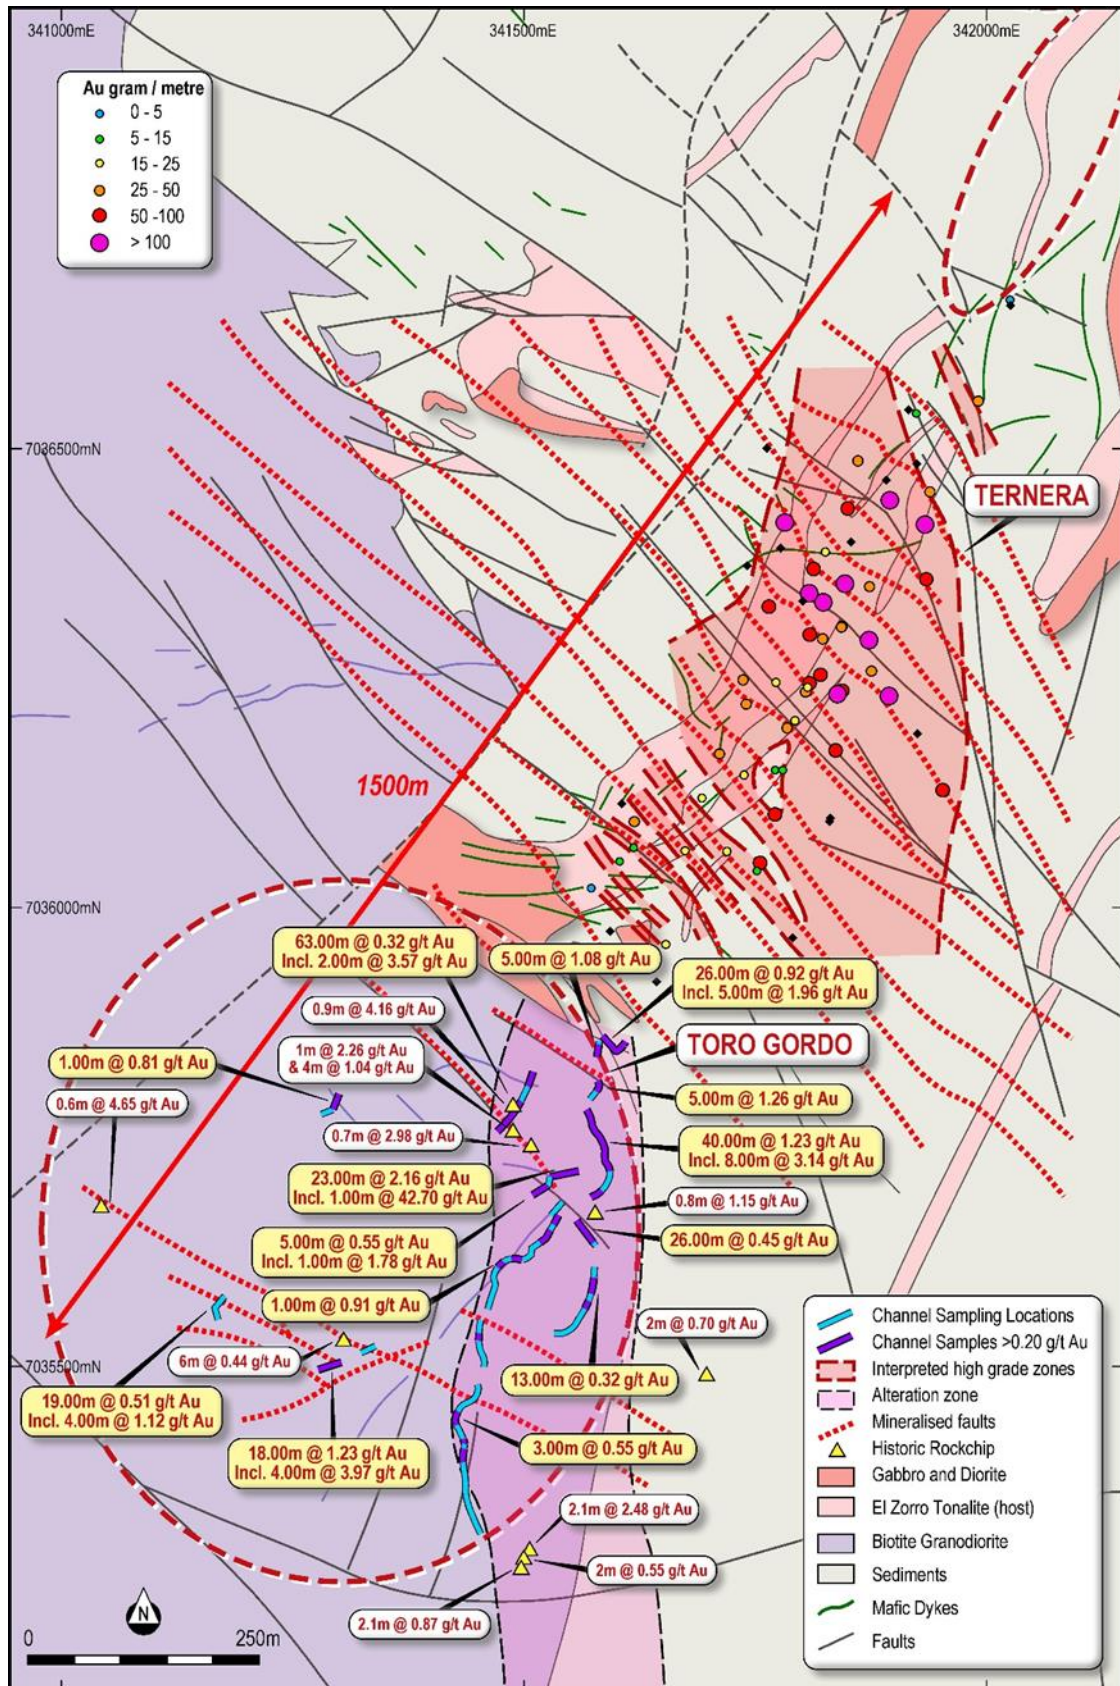 341000mE
341500mE
342000mE
Au gram / metre
0 - 5
5 - 15
15 - 25
25 - 50
50 -100
> 100
7036500mN
TERNERA
1500m
7036000mN
63.00m @ 0.32 g/t Au
Incl. 2.00m @ 3.57 g/t Au
5.00m @ 1.08 g/t Au
26.00m @ 0.92 g/t Au
Incl. 5.00m @ 1.96 g/t Au
0.9m @ 4.16 g/t Au
TORO GORDO
1m @ 2.26 g/t Au
& 4m @ 1.04 g/t Au
1.00m @ 0.81 g/t Au
0.6m @ 4.65 g/t Au
5.00m @ 1.26 g/t Au
0.7m @ 2.98 g/t Au
40.00m @ 1.23 g/t Au
Incl. 8.00m @ 3.14 g/t Au
23.00m @ 2.16 g/t Au
Incl. 1.00m @ 42.70 g/t Au
0.8m @ 1.15 g/t Au
5.00m @ 0.55 g/t Au
Incl. 1.00m @ 1.78 g/t Au
26.00m @ 0.45 g/t Au
1.00m @ 0.91 g/t Au
2m @ 0.70 g/t Au
6m @ 0.44 g/t Au
7035500mN
13.00m @ 0.32 g/t Au
19.00m @ 0.51 g/t Au
Incl. 4.00m @ 1.12 g/t Au
3.00m @ 0.55 g/t Au
18.00m @ 1.23 g/t Au
Incl. 4.00m @ 3.97 g/t Au
2.1m @ 2.48 g/t Au
2m @ 0.55 g/t Au
2.1m @ 0.87 g/t Au
Channel Sampling Locations
Channel Samples >0.20 g/t Au
Interpreted high grade zones
Alteration zone
Mineralised faults
Historic Rockchip
Gabbro and Diorite
El Zorro Tonalite (host)
Biotite Granodiorite
Sediments
Mafic Dykes
Faults
N
0
250m